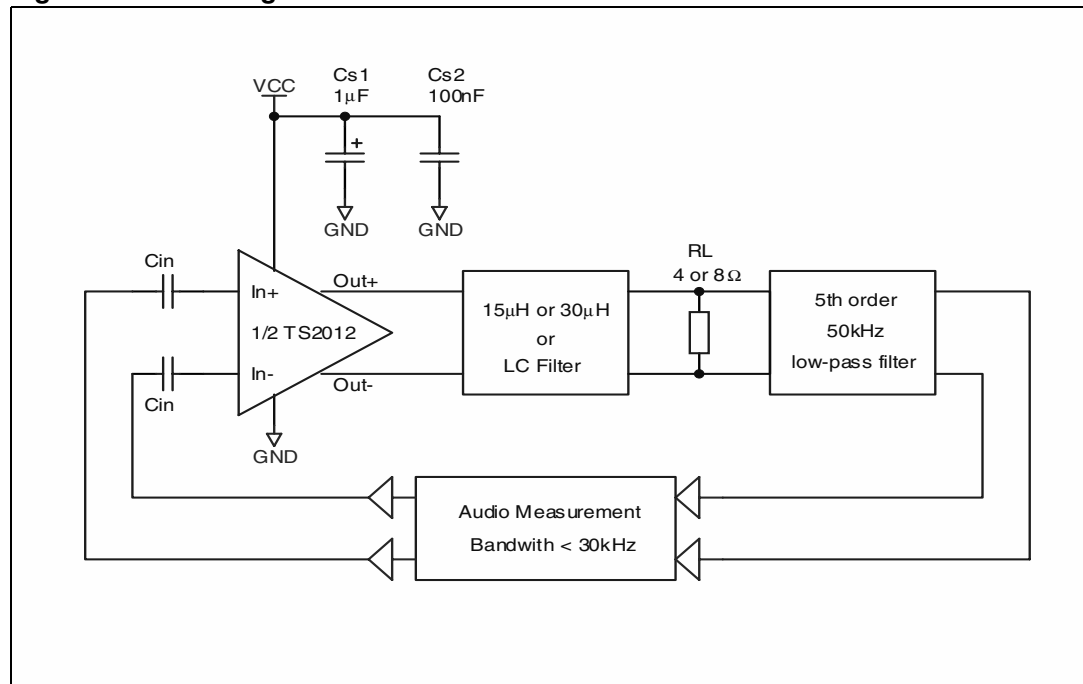 VCC
Cs1
1μF
Cs2
100nF
+
GND
GND
Cin
In+
Out+
1/2 TS2012
In-
Out-
Cin
GND
15μH or 30μH
or
LC Filter
RL
4 or 8Ω
5th order
50kHz
low-pass filter
Audio Measurement
Bandwith < 30kHz